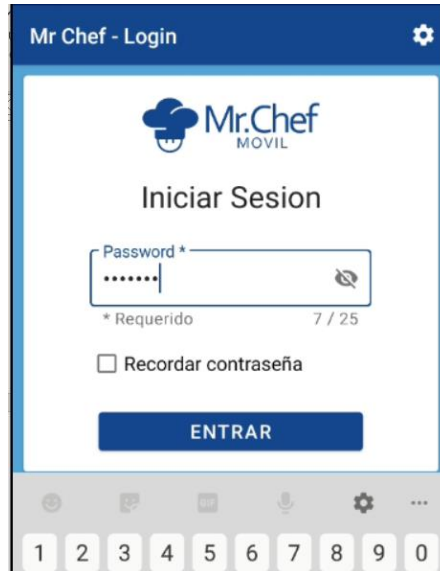 Mr Chef - Login
Mr.Chef
MOVIL
Iniciar Sesion
Password *
•••••••
* Requerido 7 / 25
Recordar contraseña
ENTRAR
GIF
1 2 3 4 5 6 7 8 9 0